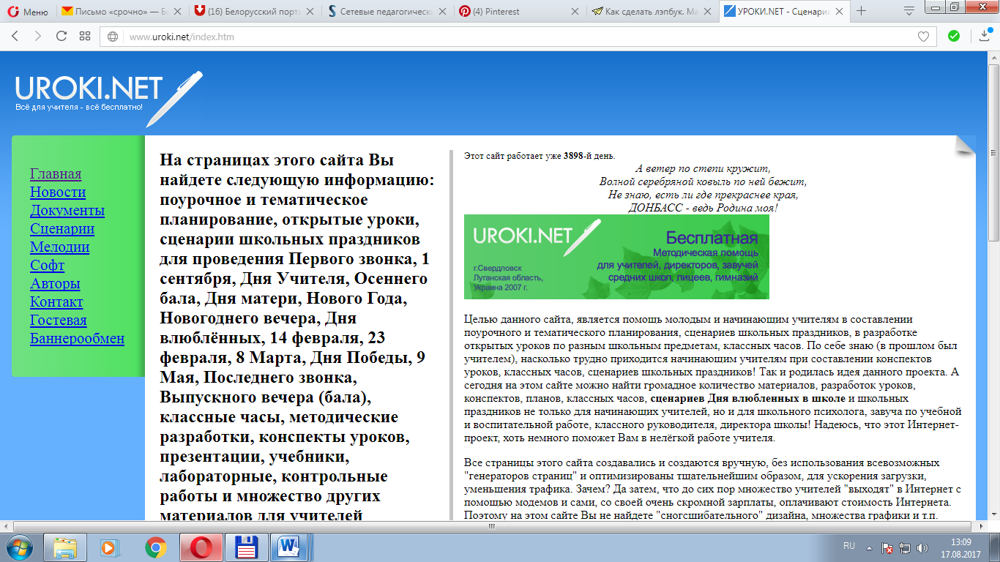 Меню
Письмо «срочно» — Б
(16) Белорусский порта
Сетевые педагогическі
(4) Pinterest
Как сделать лэпбук. Ма
УРОКИ.NET - Сценари
www.uroki.net/index.htm
UROKI.NET
Всё для учителя - всё бесплатно!
Главная
Новости
Документы
Сценарии
Мелодии
Софт
Авторы
Контакт
Гостевая
Баннерообмен
На страницах этого сайта Вы
найдете следующую информацию:
поурочное и тематическое
планирование, открытые уроки,
сценарии школьных праздников
для проведения Первого звонка, 1
сентября, Дня Учителя, Осеннего
бала, Дня матери, Нового Года,
Новогоднего вечера, Дня
влюблённых, 14 февраля, 23
февраля, 8 Марта, Дня Победы, 9
Мая, Последнего звонка,
Выпускного вечера (бала),
классные часы, методические
разработки, конспекты уроков,
презентации, учебники,
лабораторные, контрольные
работы и множество других
материалов для учителей
Этот сайт работает уже 3898-й день.
А ветер по степи кружит,
Волной серебряной ковыль по ней бежит,
Не знаю, есть ли где прекраснее края,
ДОНБАСС - ведь Родина моя!
UROKI.NET
г.Свердловск
Луганская область,
Украина 2007 г.
Бесплатная
Методическая помощь
для учителей, директоров, завучей
средних школ, лицеев, гимназий
Целью данного сайта, является помощь молодым и начинающим учителям в составлении
поурочного и тематического планирования, сценариев школьных праздников, в разработке
открытых уроков по разным школьным предметам, классных часов. По себе знаю (в прошлом был
учителем), насколько трудно приходится начинающим учителям при составлении конспектов
уроков, классных часов, сценариев школьных праздников! Так и родилась идея данного проекта. А
сегодня на этом сайте можно найти громадное количество материалов, разработок уроков,
конспектов, планов, классных часов, сценариев Дня влюбленных в школе и школьных
праздников не только для начинающих учителей, но и для школьного психолога, завуча по учебной
и воспитательной работе, классного руководителя, директора школы! Надеюсь, что этот Интернет-
проект, хоть немного поможет Вам в нелёгкой работе учителя.
Все страницы этого сайта создавались и создаются вручную, без использования всевозможных
"генераторов страниц" и оптимизированы тщательнейшим образом, для ускорения загрузки,
уменьшения трафика. Зачем? Да затем, что до сих пор множество учителей "выходят" в Интернет с
помощью модемов и сами, со своей очень скромной зарплаты, оплачивают стоимость Интернета.
Поэтому на этом сайте Вы не найдете "сногсшибательного" дизайна, множества графики и т.п.
RU
13:09
17.08.2017